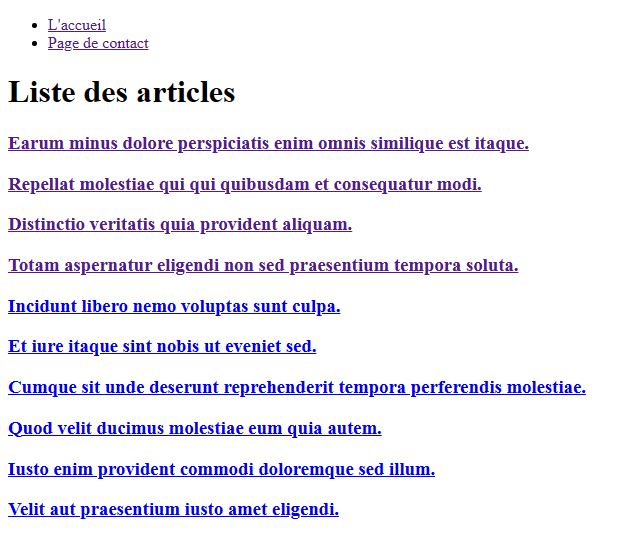 L'accueil
Page de contact
Liste des articles
Earum minus dolore perspiciatis enim omnis similique est itaque.
Repellat molestiae qui qui quibusdam et consequatur modi.
Distinctio veritatis quia provident aliquam.
Totam aspernatur eligendi non sed praesentium tempora soluta.
Incidunt libero nemo voluptas sunt culpa.
Et iure itaque sint nobis ut eveniet sed.
Cumque sit unde deserunt reprehenderit tempora perferendis molestiae.
Quod velit ducimus molestiae eum quia autem.
Iusto enim provident commodi doloremque sed illum.
Velit aut praesentium iusto amet eligendi.